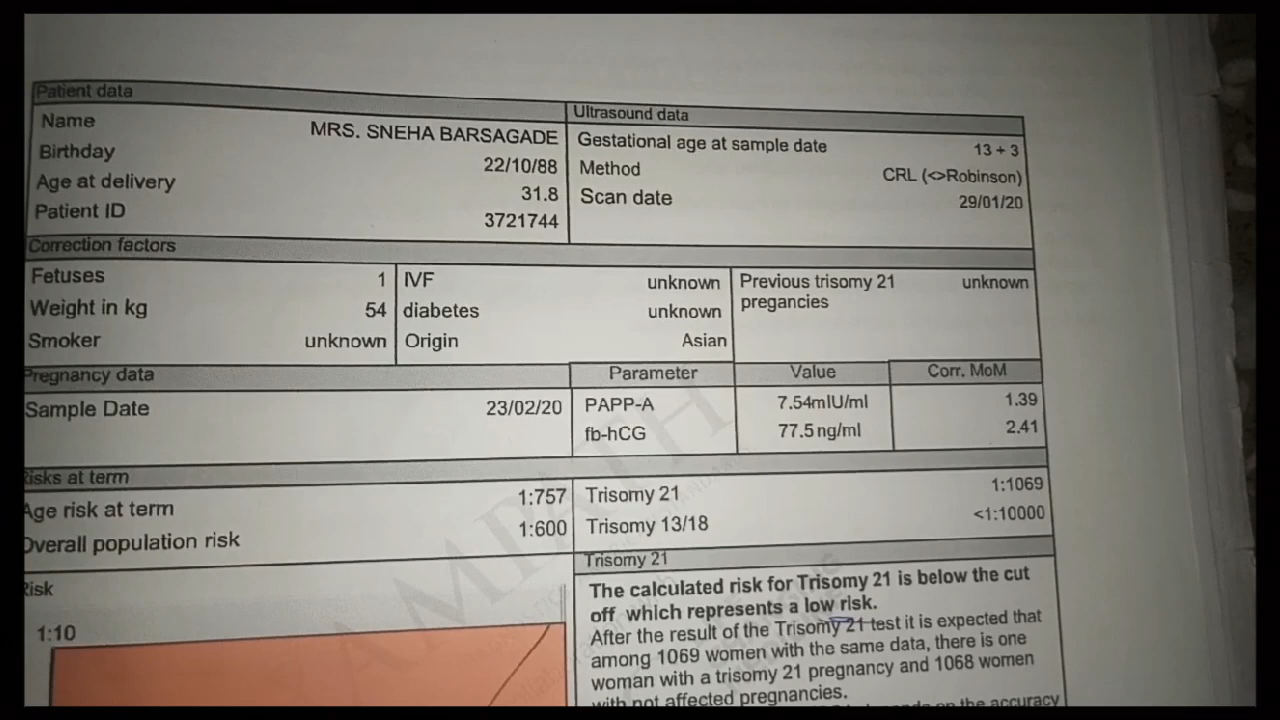 Patient data
Name MRS. SNEHA BARSAGADE
Birthday 22/10/88
Age at delivery 31.8
Patient ID 3721744
Ultrasound data
Gestational age at sample date 13 + 3
Method CRL (<>Robinson)
Scan date 29/01/20
Correction factors
Fetuses 1 IVF unknown Previous trisomy 21 unknown
Weight in kg 54 diabetes unknown pregancies
Smoker unknown Origin Asian
Pregnancy data Parameter Value Corr. MoM
Sample Date 23/02/20 PAPP-A 7.54mIU/ml 1.39
fb-hCG 77.5 ng/ml 2.41
Risks at term
Age risk at term 1:757 Trisomy 21 1:1069
Overall population risk 1:600 Trisomy 13/18 <1:10000
Risk
1:10
Trisomy 21
The calculated risk for Trisomy 21 is below the cut
off which represents a low risk.
After the result of the Trisomy 21 test it is expected that
among 1069 women with the same data, there is one
woman with a trisomy 21 pregnancy and 1068 women
with not affected pregnancies.
on the accuracy
AMPATH